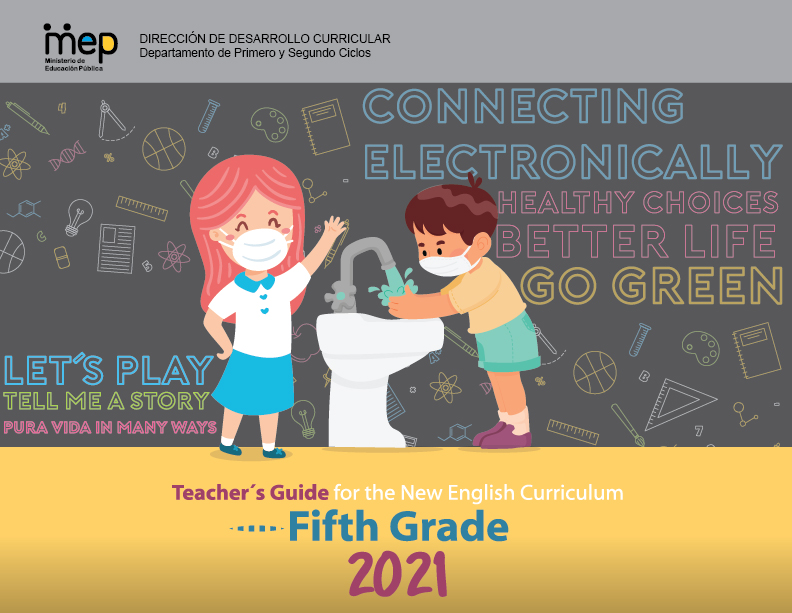 mep
Ministerio de
Educación Pública
DIRECCIÓN DE DESARROLLO CURRICULAR
Departamento de Primero y Segundo Ciclos
CONNECTING
ELECTRONICALLY
HEALTHY CHOICES
BETTER LIFE
GO GREEN
LET´S PLAY
TELL ME A STORY
PURA VIDA IN MANY WAYS
Teacher´s Guide for the New English Curriculum
Fifth Grade
2021